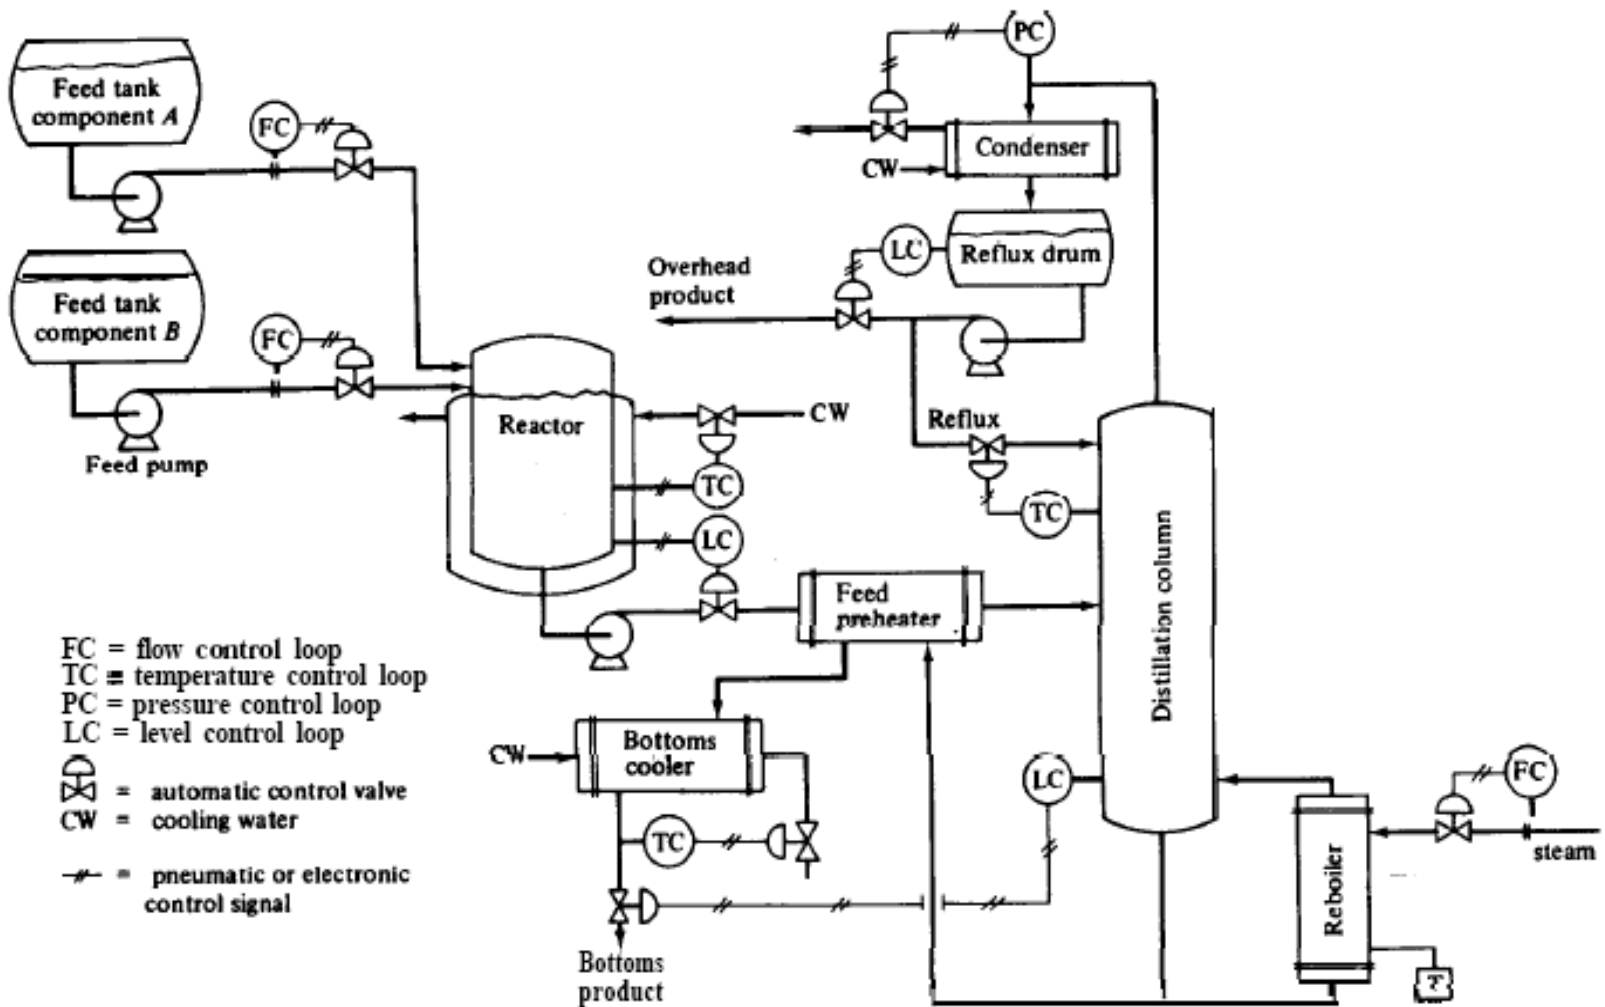 PC
Feed tank
component A
FC
Condenser
CW
LC
Reflux drum
Overhead
product
Feed tank
component B
FC
Reactor
CW
Reflux
Feed pump
TC
TC
LC
Distillation column
Feed
preheater
FC = flow control loop
TC = temperature control loop
PC = pressure control loop
LC = level control loop
= automatic control valve
CW = cooling water
= pneumatic or electronic
control signal
CW
Bottoms
cooler
LC
FC
TC
steam
Reboiler
T
Bottoms
product